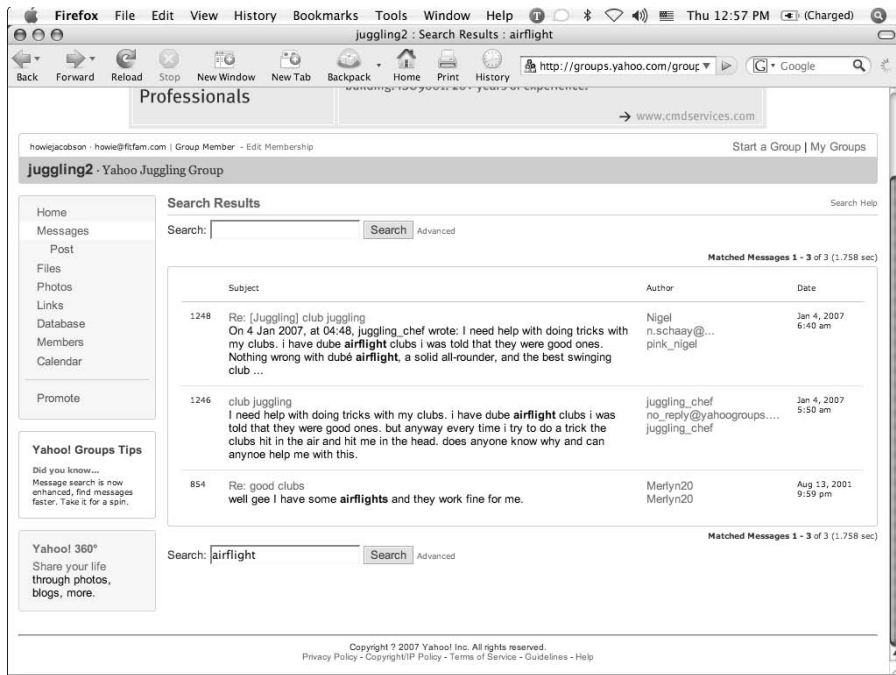 Firefox File Edit View History Bookmarks Tools Window Help Thu 12:57 PM (Charged)
juggling2 : Search Results : airflight
Back Forward Reload Stop New Window New Tab Backpack Home Print History http://groups.yahoo.com/group G Google
Professionals
building. ISO9001. 20+ years of experience.
→ www.cmdservices.com
howiejacobson · howie@fitfam.com | Group Member - Edit Membership Start a Group | My Groups
juggling2 · Yahoo Juggling Group
Home
Messages
Post
Files
Photos
Links
Database
Members
Calendar
Promote
Yahoo! Groups Tips
Did you know...
Message search is now
enhanced, find messages
faster. Take it for a spin.
Yahoo! 360°
Share your life
through photos,
blogs, more.
Search Results Search Help
Search: Search Advanced
Matched Messages 1 - 3 of 3 (1.758 sec)
Subject Author Date
1248 Re: [Juggling] club juggling Nigel Jan 4, 2007
On 4 Jan 2007, at 04:48, juggling_chef wrote: I need help with doing tricks with n.schaay@... 6:40 am
my clubs. i have dube airflight clubs i was told that they were good ones. pink_nigel
Nothing wrong with dubé airflight, a solid all-rounder, and the best swinging
club ...
1246 club juggling juggling_chef Jan 4, 2007
I need help with doing tricks with my clubs. i have dube airflight clubs i was no_reply@yahoogroups.... 5:50 am
told that they were good ones. but anyway every time i try to do a trick the juggling_chef
clubs hit in the air and hit me in the head. does anyone know why and can
anynoe help me with this.
854 Re: good clubs Merlyn20 Aug 13, 2001
well gee I have some airflights and they work fine for me. Merlyn20 9:59 pm
Matched Messages 1 - 3 of 3 (1.758 sec)
Search: airflight Search Advanced
Copyright ? 2007 Yahoo! Inc. All rights reserved.
Privacy Policy - Copyright/IP Policy - Terms of Service - Guidelines - Help